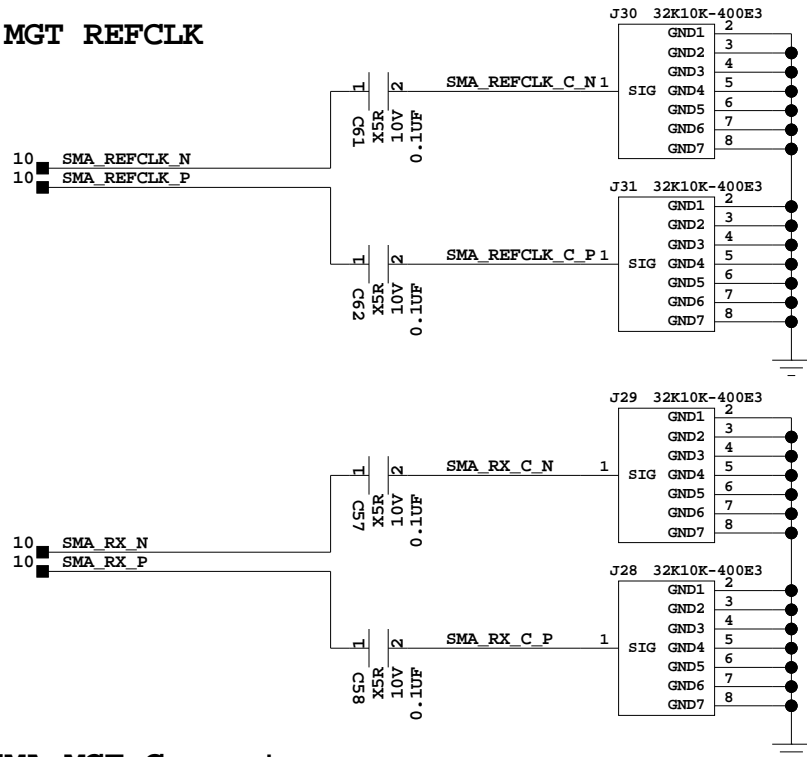 MGT REFCLK
J30 32K10K-400E3
GND1 2
GND2 3
GND3 4
SIG GND4 5
GND5 6
GND6 7
GND7 8
1 2 SMA_REFCLK_C_N 1
C61
X5R
10V
0.1UF
10 SMA_REFCLK_N
10 SMA_REFCLK_P
J31 32K10K-400E3
GND1 2
GND2 3
GND3 4
SIG GND4 5
GND5 6
GND6 7
GND7 8
1 2 SMA_REFCLK_C_P 1
C62
X5R
10V
0.1UF
J29 32K10K-400E3
GND1 2
GND2 3
GND3 4
SIG GND4 5
GND5 6
GND6 7
GND7 8
1 2 SMA_RX_C_N 1
C57
X5R
10V
0.1UF
10 SMA_RX_N
10 SMA_RX_P
J28 32K10K-400E3
GND1 2
GND2 3
GND3 4
SIG GND4 5
GND5 6
GND6 7
GND7 8
1 2 SMA_RX_C_P 1
C58
X5R
10V
0.1UF